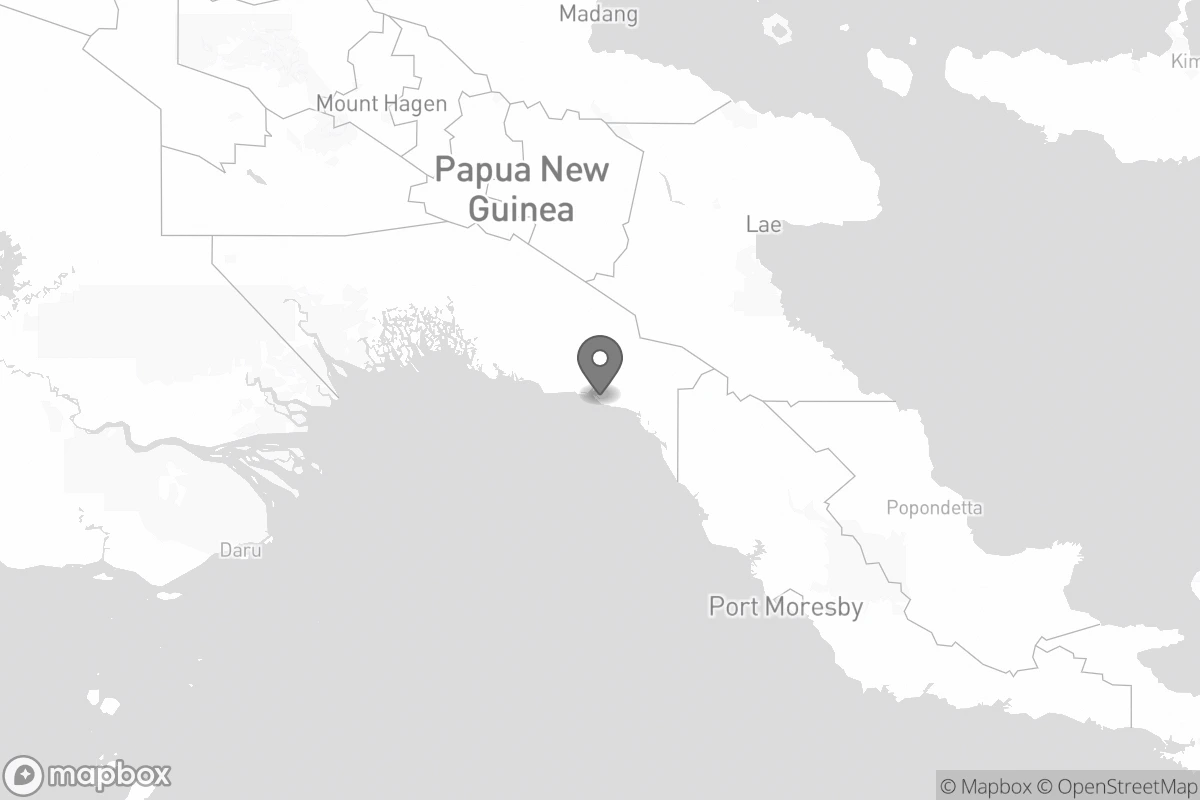 Madang
Kim
Mount Hagen
Papua New
Guinea
Lae
Popondetta
Daru
Port Moresby
mapbox
© Mapbox © OpenStreetMap